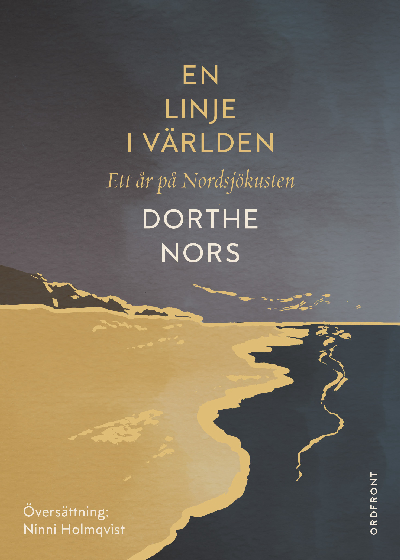 EN
LINJE
I VÄRLDEN
Ett år på Nordsjökusten
DORTHE
NORS
Översättning:
Ninni Holmqvist
ORDFRONT